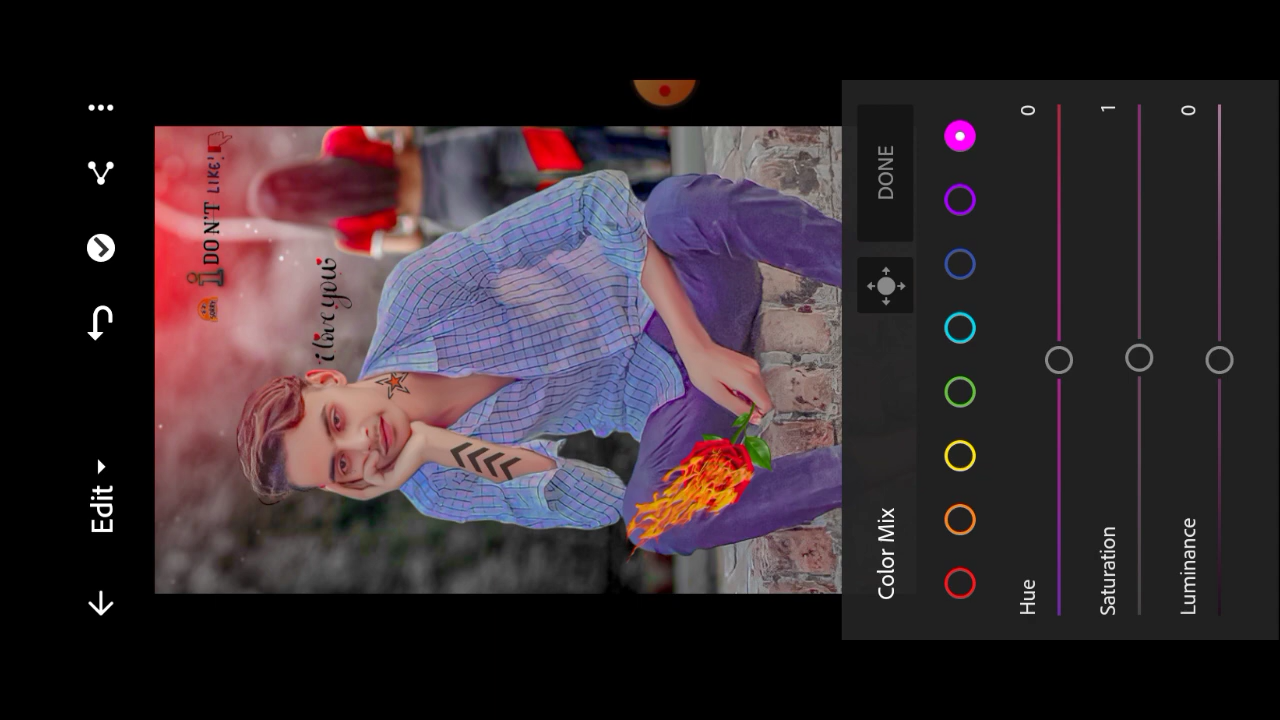 Edit
i DON'T LIKE!
i love you
Color Mix
DONE
Hue
0
Saturation
1
Luminance
0